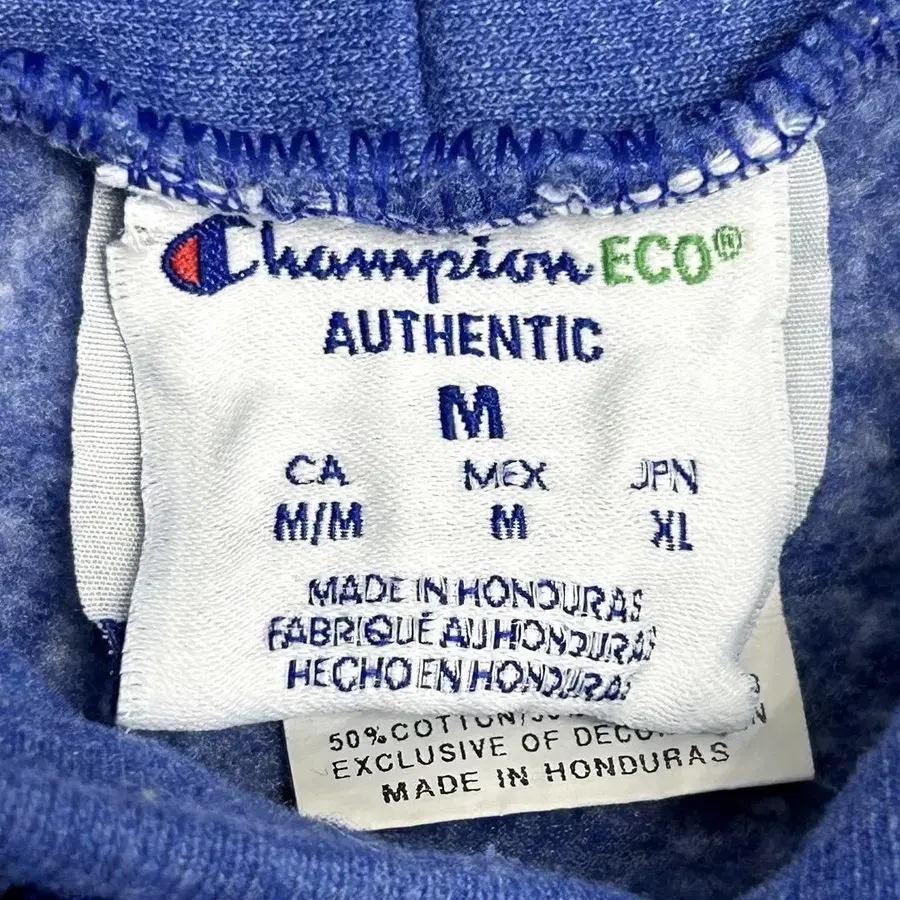 Champion ECO®
AUTHENTIC
M
CA MEX JPN
M/M M XL
MADE IN HONDURAS
FABRIQUÉ AU HONDURAS
HECHO EN HONDURAS
50%COTTON/
EXCLUSIVE OF
MADE IN HONDURAS